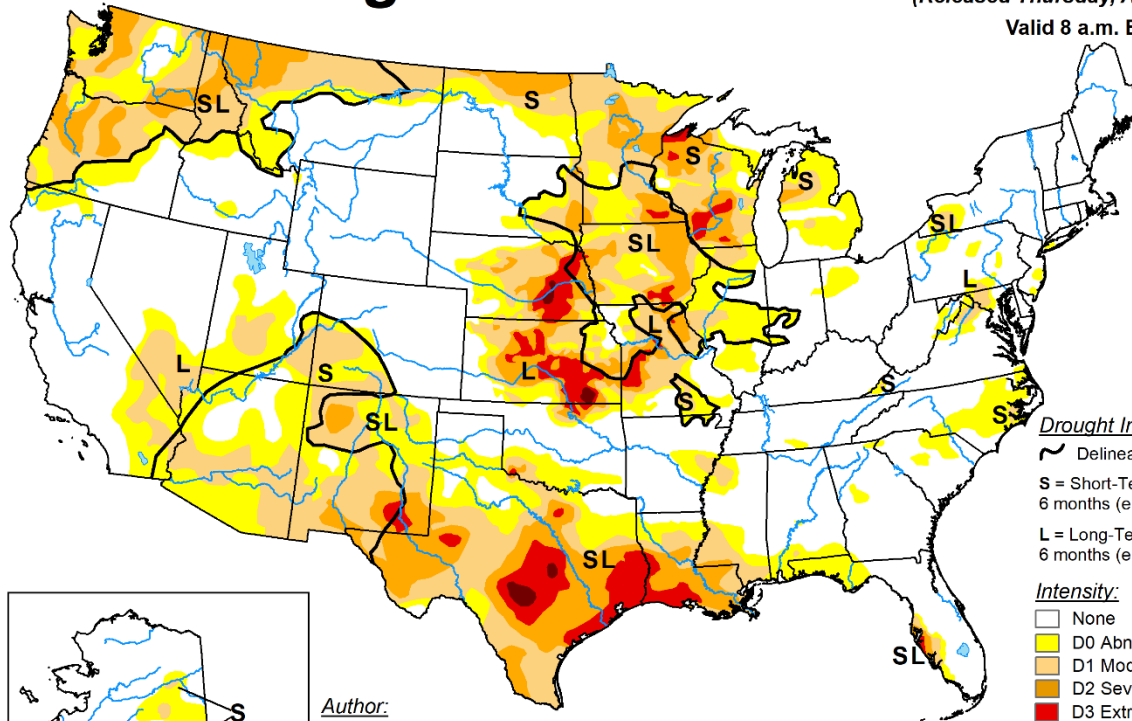 (Released Thursday, A
Valid 8 a.m. E
SL
S
S
S
SL
SL
L
L
L
S
L
SL
S
S
S
SL
SL
S
Drought In
Delinea
S = Short-Te
6 months (e
L = Long-Te
6 months (e
Intensity:
None
D0 Abn
D1 Mod
D2 Sev
D3 Extr
Author: